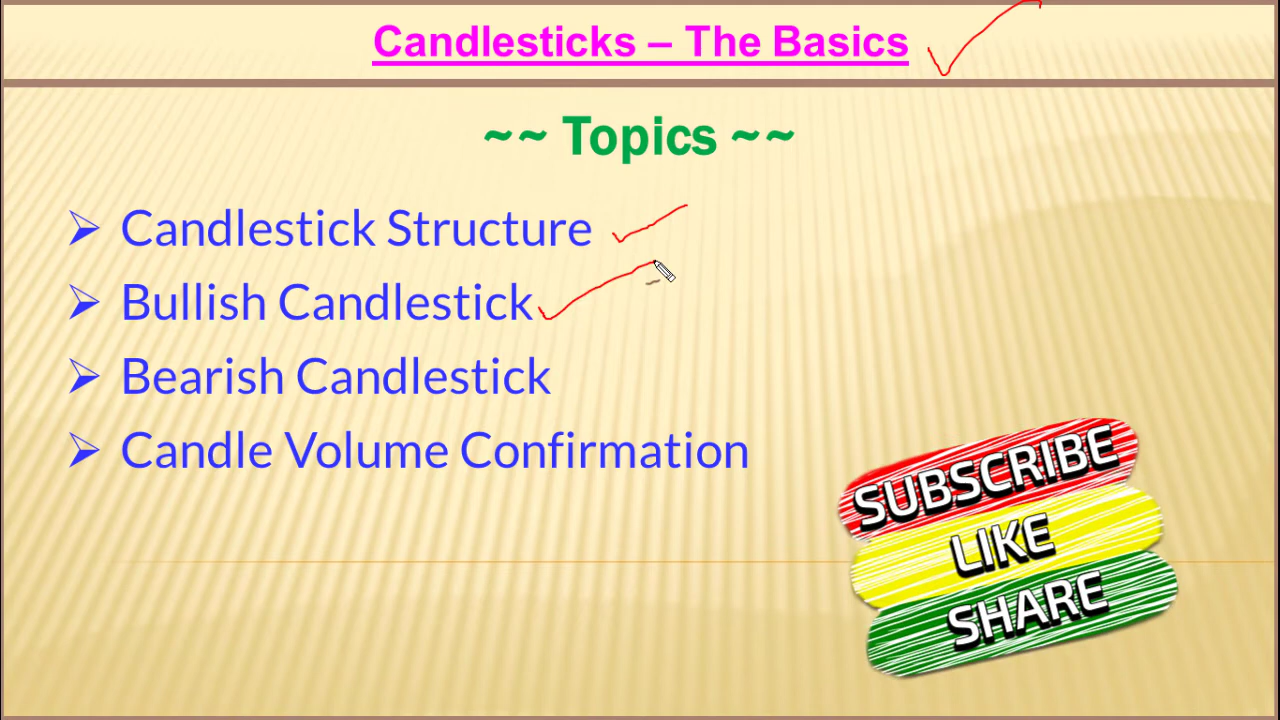 Candlesticks – The Basics
~~ Topics ~~
➢ Candlestick Structure
➢ Bullish Candlestick
➢ Bearish Candlestick
➢ Candle Volume Confirmation
SUBSCRIBE
LIKE
SHARE